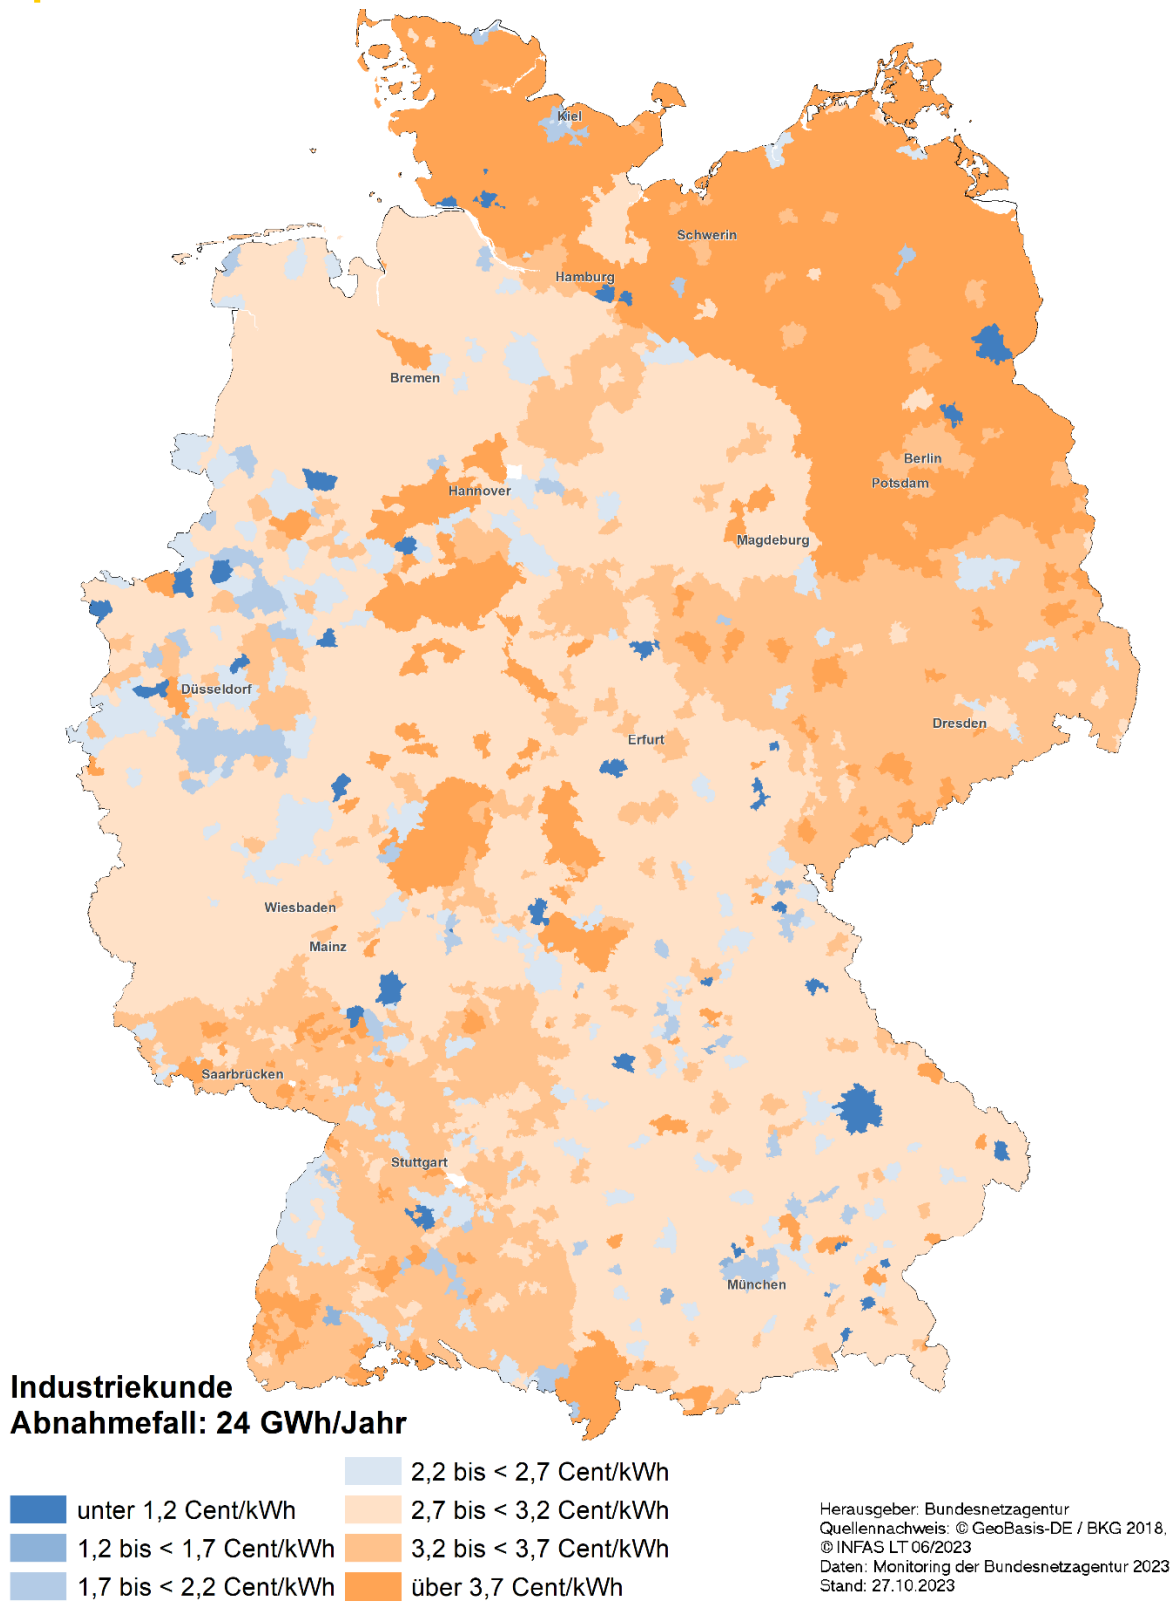 Kiel
Schwerin
Hamburg
Bremen
Berlin
Hannover
Potsdam
Magdeburg
Düsseldorf
Dresden
Erfurt
Wiesbaden
Mainz
Saarbrücken
Stuttgart
München
Industriekunde
Abnahmefall: 24 GWh/Jahr
unter 1,2 Cent/kWh
1,2 bis < 1,7 Cent/kWh
1,7 bis < 2,2 Cent/kWh
2,2 bis < 2,7 Cent/kWh
2,7 bis < 3,2 Cent/kWh
3,2 bis < 3,7 Cent/kWh
über 3,7 Cent/kWh
Herausgeber: Bundesnetzagentur
Quellennachweis: © GeoBasis-DE / BKG 2018,
© INFAS LT 06/2023
Daten: Monitoring der Bundesnetzagentur 2023
Stand: 27.10.2023